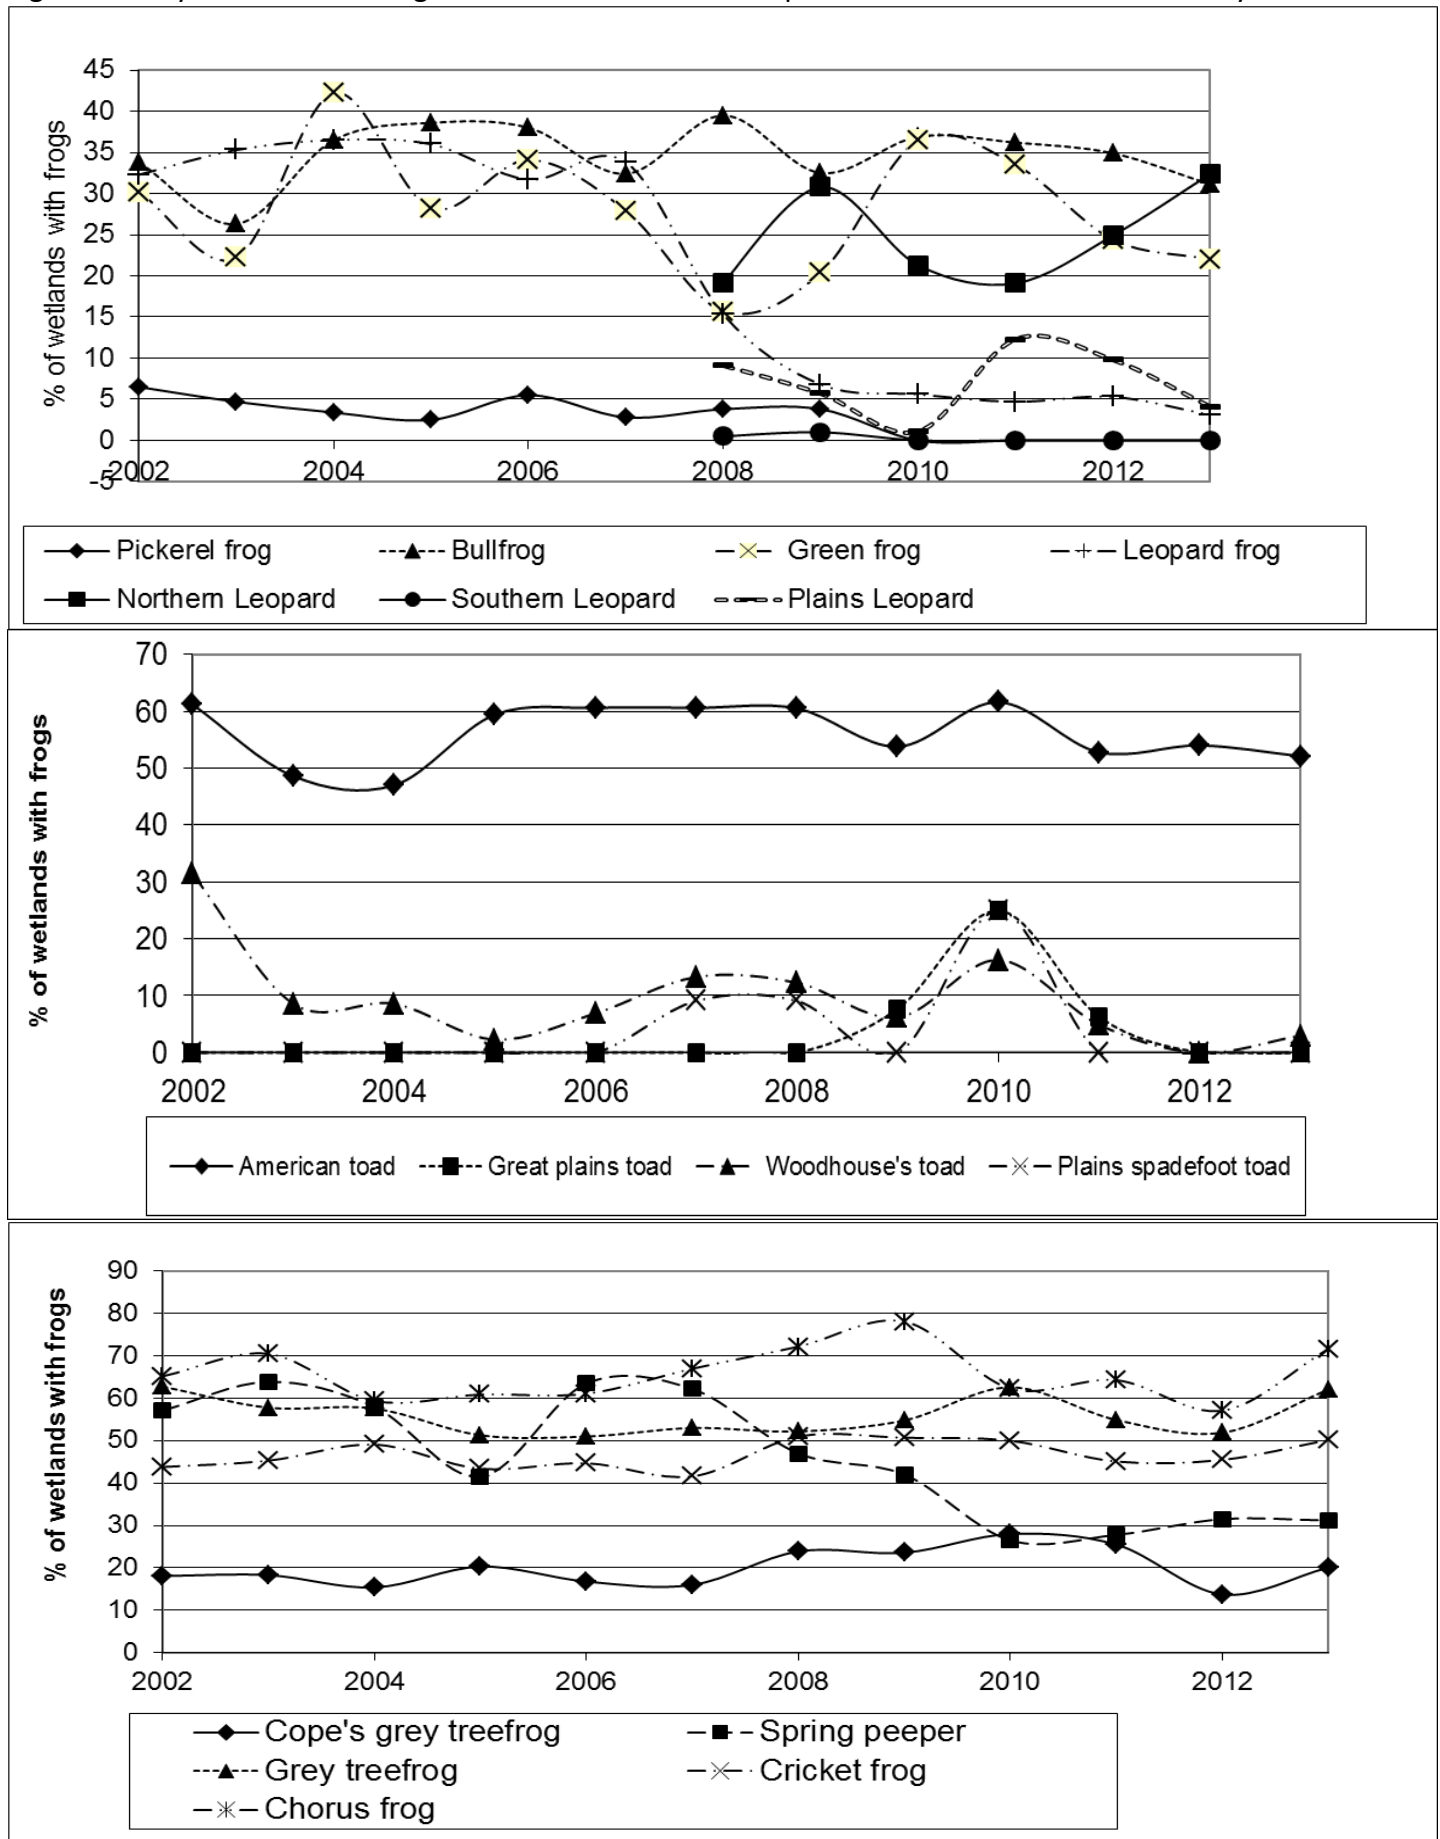 45
40
35
30
25
20
15
10
5
0
-5
% of wetlands with frogs
2002 2004 2006 2008 2010 2012
Pickerel frog Bullfrog Green frog Leopard frog
Northern Leopard Southern Leopard Plains Leopard
70
60
50
40
30
20
10
0
% of wetlands with frogs
2002 2004 2006 2008 2010 2012
American toad Great plains toad Woodhouse's toad Plains spadefoot toad
90
80
70
60
50
40
30
20
10
0
% of wetlands with frogs
2002 2004 2006 2008 2010 2012
Cope's grey treefrog Spring peeper
Grey treefrog Cricket frog
Chorus frog